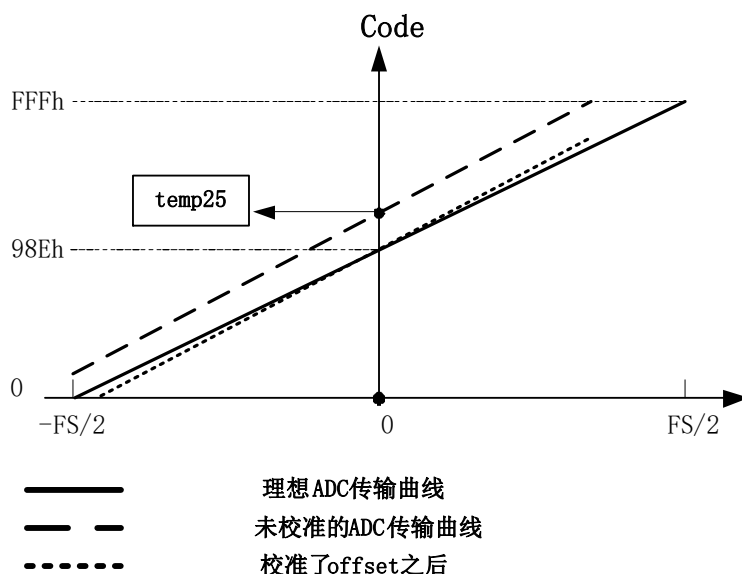 Code
FFFh
temp25
98Eh
0
-FS/2
0
FS/2
理想ADC传输曲线
未校准的ADC传输曲线
校准了offset之后